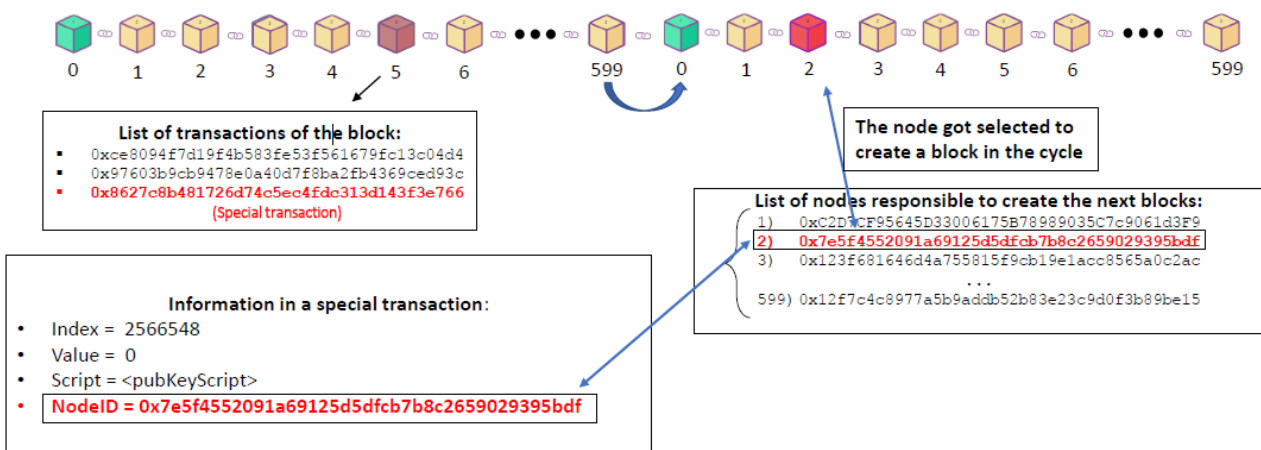 0 1 2 3 4 5 6 599 0 1 2 3 4 5 6 599
List of transactions of the block:
▪ 0xce8094f7d19f4b583fe53f561679fc13c04d4
▪ 0x97603b9cb9478e0a40d7f8ba2fb4369ced93c
▪ 0x8627c8b481726d74c5ec4fdc313d143f3e766
(Special transaction)
The node got selected to
create a block in the cycle
List of nodes responsible to create the next blocks:
1)
2) 0x7e5f4552091a69125d5dfcb7b8c2659029395bdf
3) 0x123f681646d4a755815f9cb19e1acc8565a0c2ac
...
599) 0x12f7c4c8977a5b9addb52b83e23c9d0f3b89be15
Information in a special transaction:
• Index = 2566548
• Value = 0
• Script = <pubKeyScript>
• NodeID = 0x7e5f4552091a69125d5dfcb7b8c2659029395bdf